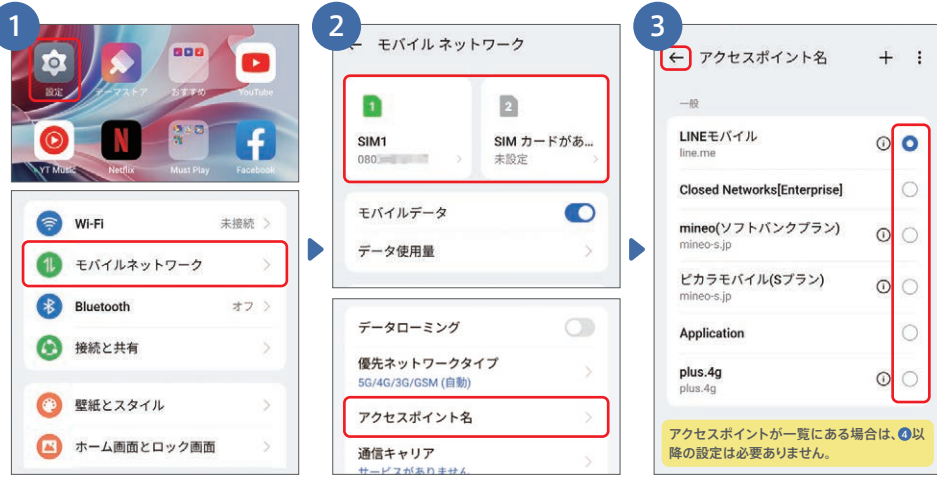 1
設定
テーマストア
おすすめ
YouTube
YT Music
Netflix
Must Play
Facebook
Wi-Fi 未接続
モバイルネットワーク
Bluetooth オフ
接続と共有
壁紙とスタイル
ホーム画面とロック画面
2
モバイル ネットワーク
1
SIM1
080
2
SIM カードがあ...
未設定
モバイルデータ
データ使用量
データローミング
優先ネットワークタイプ
5G/4G/3G/GSM (自動)
アクセスポイント名
通信キャリア
サービスがありません
3
アクセスポイント名
一般
LINEモバイル
line.me
Closed Networks[Enterprise]
mineo(ソフトバンクプラン)
mineo-s.jp
ピカラモバイル(Sプラン)
mineo-s.jp
Application
plus.4g
plus.4g
アクセスポイントが一覧にある場合は、❹以
降の設定は必要ありません。